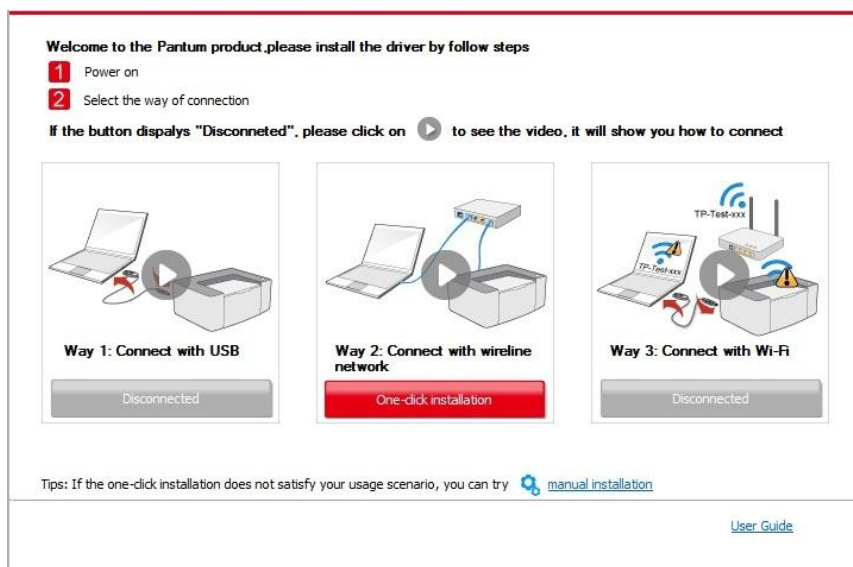 Welcome to the Pantum product,please install the driver by follow steps
1 Power on
2 Select the way of connection
If the button dispalys "Disconneted", please click on to see the video, it will show you how to connect
TP-Test-xxx
TP-Test-xxx
Way 1: Connect with USB
Disconnected
Way 2: Connect with wireline
network
One-click installation
Way 3: Connect with Wi-Fi
Disconnected
Tips: If the one-click installation does not satisfy your usage scenario, you can try manual installation
User Guide